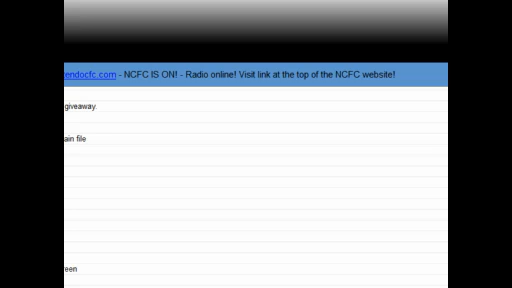 endocfc.com - NCFC IS ON! - Radio online! Visit link at the top of the NCFC website!
giveaway.
ain file
reen